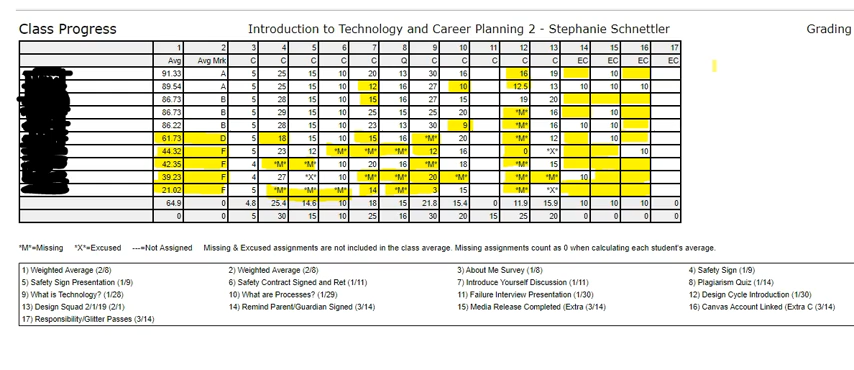 Class Progress Introduction to Technology and Career Planning 2 - Stephanie Schnettler Grading
1 2 3 4 5 6 7 8 9 10 11 12 13 14 15 16 17
Avg Avg Mrk C C C C C Q C C C C C EC EC EC EC
91.33 A 5 25 15 10 20 13 30 16 16 19 10
89.54 A 5 25 15 10 12 16 27 10 12.5 13 10 10 10
86.73 B 5 28 15 10 15 16 27 15 19 20
86.73 B 5 29 15 10 25 15 25 20 *M* 16 10
86.22 B 5 28 15 10 23 13 30 9 *M* 16 10 10
61.73 D 5 18 15 10 15 16 *M* 20 *M* 12 10
44.32 F 5 23 12 *M* *M* *M* 12 16 0 *X* 10
42.35 F 4 *M* *M* 10 20 16 *M* 18 *M* 15
39.23 F 4 27 *X* 10 *M* *M* 20 *M* *M* *M* 10
21.02 F 5 *M* *M* *M* 14 *M* 3 15 *M* *X*
64.9 0 4.8 25.4 14.6 10 18 15 21.8 15.4 0 11.9 15.9 10 10 10 0
0 0 5 30 15 10 25 16 30 20 15 25 20 0 0 0 0
*M*=Missing *X*=Excused ---=Not Assigned Missing & Excused assignments are not included in the class average. Missing assignments count as 0 when calculating each student's average.
1) Weighted Average (2/8) 2) Weighted Average (2/8) 3) About Me Survey (1/8) 4) Safety Sign (1/9)
5) Safety Sign Presentation (1/9) 6) Safety Contract Signed and Ret (1/11) 7) Introduce Yourself Discussion (1/11) 8) Plagiarism Quiz (1/14)
9) What is Technology? (1/28) 10) What are Processes? (1/29) 11) Failure Interview Presentation (1/30) 12) Design Cycle Introduction (1/30)
13) Design Squad 2/1/19 (2/1) 14) Remind Parent/Guardian Signed (3/14) 15) Media Release Completed (Extra (3/14) 16) Canvas Account Linked (Extra C (3/14)
17) Responsibility/Glitter Passes (3/14)